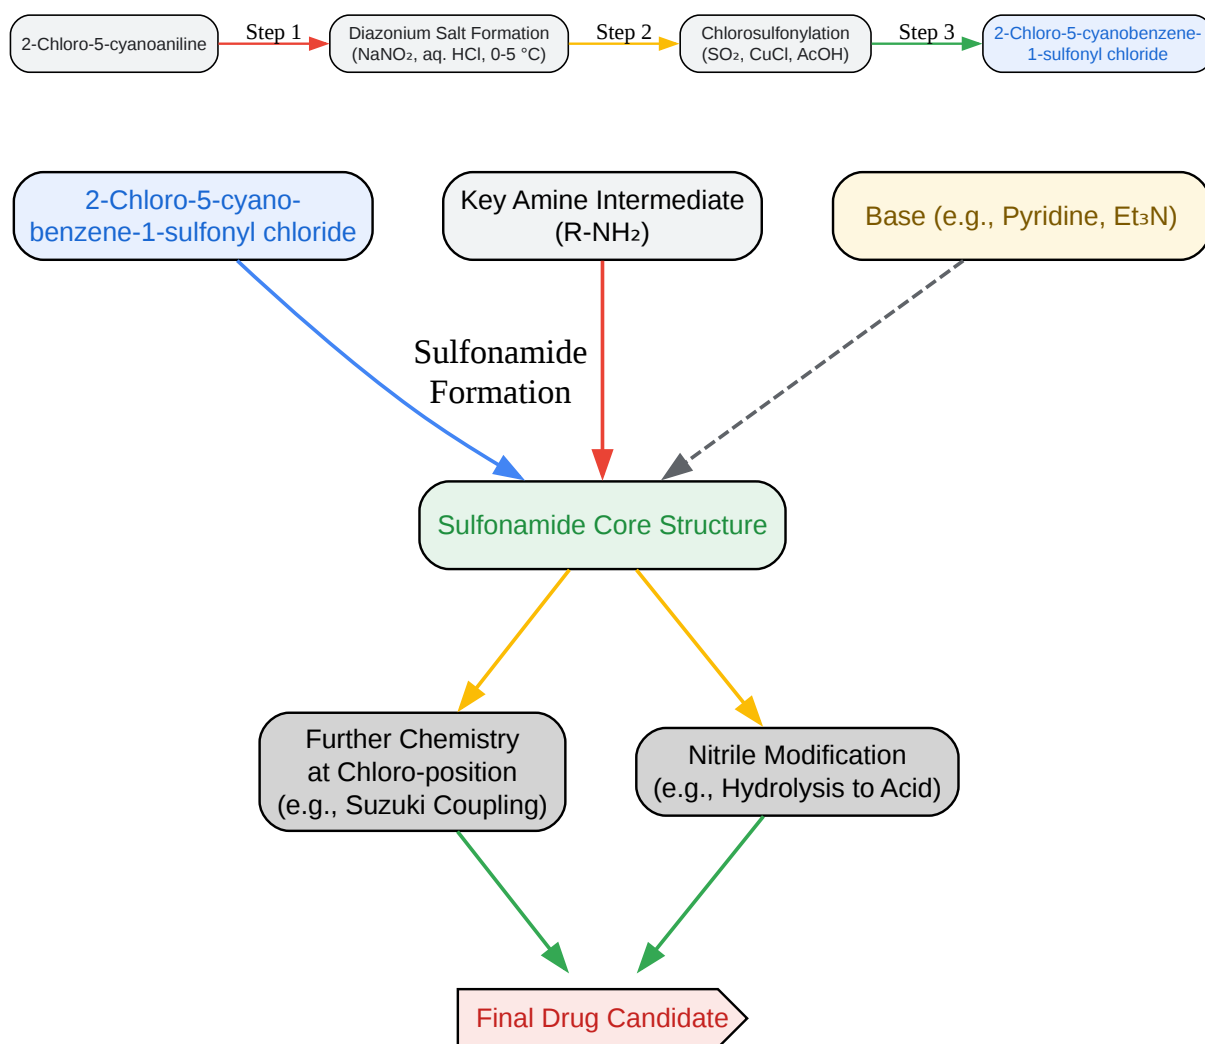 2-Chloro-5-cyanoaniline
Step 1
Diazonium Salt Formation
(NaNO₂, aq. HCl, 0-5 °C)
Step 2
Chlorosulfonylation
(SO₂, CuCl, AcOH)
Step 3
2-Chloro-5-cyanobenzene-
1-sulfonyl chloride
2-Chloro-5-cyano-
benzene-1-sulfonyl chloride
Key Amine Intermediate
(R-NH₂)
Base (e.g., Pyridine, Et₃N)
Sulfonamide
Formation
Sulfonamide Core Structure
Further Chemistry
at Chloro-position
(e.g., Suzuki Coupling)
Nitrile Modification
(e.g., Hydrolysis to Acid)
Final Drug Candidate